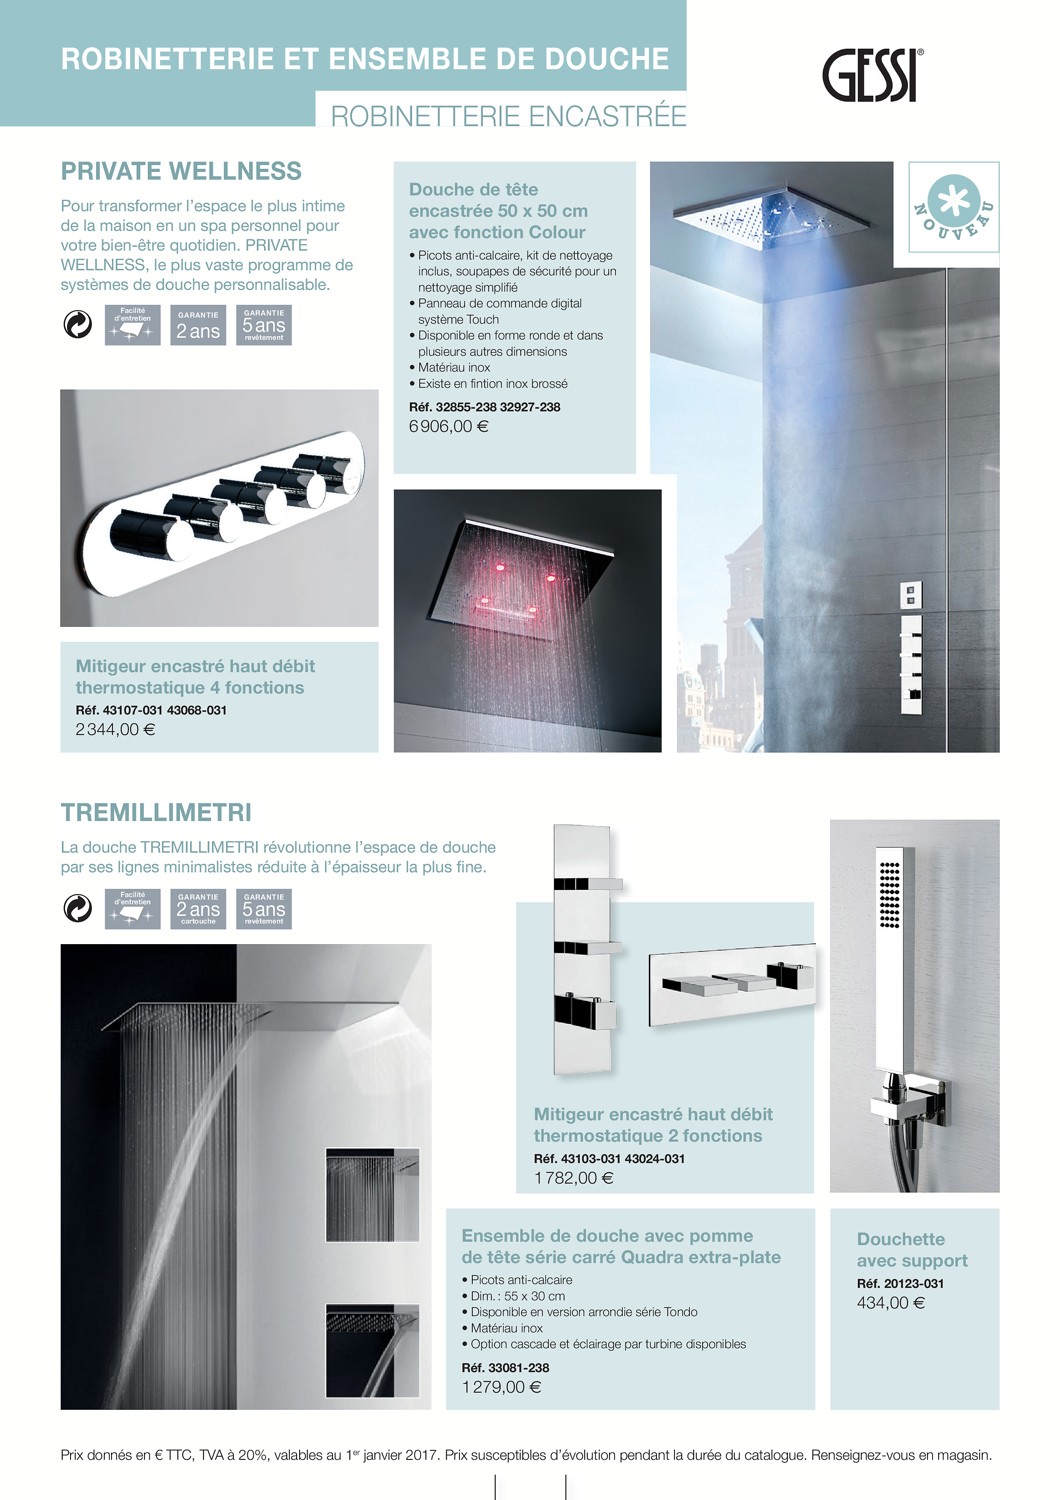 ROBINETTERIE ET ENSEMBLE DE DOUCHE
ROBINETTERIE ENCASTRÉE
GESSI®
PRIVATE WELLNESS
Pour transformer l'espace le plus intime
de la maison en un spa personnel pour
votre bien-être quotidien. PRIVATE
WELLNESS, le plus vaste programme de
systèmes de douche personnalisable.
Facilité
d'entretien
GARANTIE
2 ans
GARANTIE
5 ans
revêtement
Douche de tête
encastrée 50 x 50 cm
avec fonction Colour
• Picots anti-calcaire, kit de nettoyage
inclus, soupapes de sécurité pour un
nettoyage simplifié
• Panneau de commande digital
système Touch
• Disponible en forme ronde et dans
plusieurs autres dimensions
• Matériau inox
• Existe en fintion inox brossé
Réf. 32855-238 32927-238
6 906,00 €
NOUVEAU
Mitigeur encastré haut débit
thermostatique 4 fonctions
Réf. 43107-031 43068-031
2 344,00 €
TREMILLIMETRI
La douche TREMILLIMETRI révolutionne l'espace de douche
par ses lignes minimalistes réduite à l'épaisseur la plus fine.
Facilité
d'entretien
GARANTIE
2 ans
cartouche
GARANTIE
5 ans
revêtement
Mitigeur encastré haut débit
thermostatique 2 fonctions
Réf. 43103-031 43024-031
1 782,00 €
Ensemble de douche avec pomme
de tête série carré Quadra extra-plate
• Picots anti-calcaire
• Dim. : 55 x 30 cm
• Disponible en version arrondie série Tondo
• Matériau inox
• Option cascade et éclairage par turbine disponibles
Réf. 33081-238
1 279,00 €
Douchette
avec support
Réf. 20123-031
434,00 €
Prix donnés en € TTC, TVA à 20%, valables au 1er janvier 2017. Prix susceptibles d'évolution pendant la durée du catalogue. Renseignez-vous en magasin.